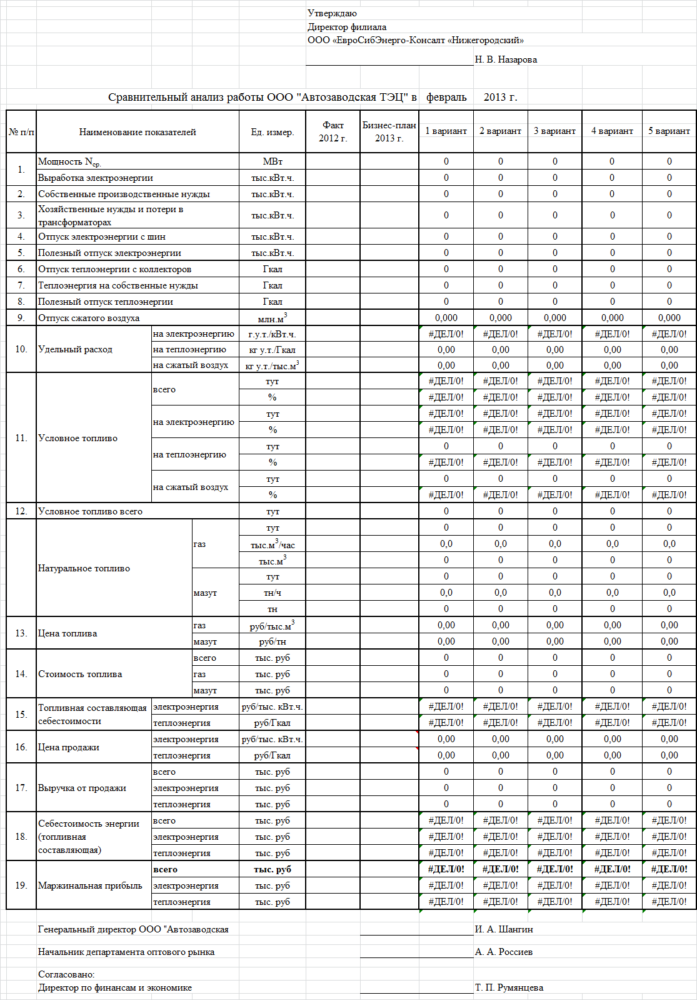 Утверждаю
Директор филиала
ООО «ЕвроСибЭнерго-Консалт «Нижегородский»
Н. В. Назарова
Сравнительный анализ работы ООО "Автозаводская ТЭЦ" в февраль 2013 г.
№ п/п Наименование показателей Ед. измер. Факт 2012 г. Бизнес-план 2013 г. 1 вариант 2 вариант 3 вариант 4 вариант 5 вариант
1. Мощность Nср. МВт 0 0 0 0 0
Выработка электроэнергии тыс.кВт.ч. 0 0 0 0 0
2. Собственные производственные нужды тыс.кВт.ч. 0 0 0 0 0
3. Хозяйственные нужды и потери в
трансформаторах тыс.кВт.ч. 0 0 0 0 0
4. Отпуск электроэнергии с шин тыс.кВт.ч. 0 0 0 0 0
5. Полезный отпуск электроэнергии тыс.кВт.ч. 0 0 0 0 0
6. Отпуск теплоэнергии с коллекторов Гкал 0 0 0 0 0
7. Теплоэнергия на собственные нужды Гкал 0 0 0 0 0
8. Полезный отпуск теплоэнергии Гкал 0 0 0 0 0
9. Отпуск сжатого воздуха млн.м3 0,000 0,000 0,000 0,000 0,000
10. Удельный расход на электроэнергию г.у.т./кВт.ч. #ДЕЛ/0! #ДЕЛ/0! #ДЕЛ/0! #ДЕЛ/0! #ДЕЛ/0!
на теплоэнергию кг у.т./Гкал 0,00 0,00 0,00 0,00 0,00
на сжатый воздух кг у.т./тыс.м3 0,00 0,00 0,00 0,00 0,00
11. Условное топливо всего тут #ДЕЛ/0! #ДЕЛ/0! #ДЕЛ/0! #ДЕЛ/0! #ДЕЛ/0!
% #ДЕЛ/0! #ДЕЛ/0! #ДЕЛ/0! #ДЕЛ/0! #ДЕЛ/0!
на электроэнергию тут #ДЕЛ/0! #ДЕЛ/0! #ДЕЛ/0! #ДЕЛ/0! #ДЕЛ/0!
% #ДЕЛ/0! #ДЕЛ/0! #ДЕЛ/0! #ДЕЛ/0! #ДЕЛ/0!
на теплоэнергию тут 0 0 0 0 0
% #ДЕЛ/0! #ДЕЛ/0! #ДЕЛ/0! #ДЕЛ/0! #ДЕЛ/0!
на сжатый воздух тут 0 0 0 0 0
% #ДЕЛ/0! #ДЕЛ/0! #ДЕЛ/0! #ДЕЛ/0! #ДЕЛ/0!
12. Условное топливо всего тут 0 0 0 0 0
Натуральное топливо газ тут 0 0 0 0 0
тыс.м3/час 0,0 0,0 0,0 0,0 0,0
тыс.м3 0 0 0 0 0
мазут тут 0 0 0 0 0
тн/ч 0,0 0,0 0,0 0,0 0,0
тн 0 0 0 0 0
13. Цена топлива газ руб/тыс.м3 0,00 0,00 0,00 0,00 0,00
мазут руб/тн 0,00 0,00 0,00 0,00 0,00
14. Стоимость топлива всего тыс. руб 0 0 0 0 0
газ тыс. руб 0 0 0 0 0
мазут тыс. руб 0 0 0 0 0
15. Топливная составляющая себестоимости электроэнергия руб/тыс. кВт.ч. #ДЕЛ/0! #ДЕЛ/0! #ДЕЛ/0! #ДЕЛ/0! #ДЕЛ/0!
теплоэнергия руб/Гкал #ДЕЛ/0! #ДЕЛ/0! #ДЕЛ/0! #ДЕЛ/0! #ДЕЛ/0!
16. Цена продажи электроэнергия руб/тыс. кВт.ч. 0,00 0,00 0,00 0,00 0,00
теплоэнергия руб/Гкал 0,00 0,00 0,00 0,00 0,00
17. Выручка от продажи всего тыс. руб 0 0 0 0 0
электроэнергия тыс. руб 0 0 0 0 0
теплоэнергия тыс. руб 0 0 0 0 0
18. Себестоимость энергии (топливная составляющая) всего тыс. руб #ДЕЛ/0! #ДЕЛ/0! #ДЕЛ/0! #ДЕЛ/0! #ДЕЛ/0!
электроэнергия тыс. руб #ДЕЛ/0! #ДЕЛ/0! #ДЕЛ/0! #ДЕЛ/0! #ДЕЛ/0!
теплоэнергия тыс. руб #ДЕЛ/0! #ДЕЛ/0! #ДЕЛ/0! #ДЕЛ/0! #ДЕЛ/0!
19. Маржинальная прибыль всего тыс. руб #ДЕЛ/0! #ДЕЛ/0! #ДЕЛ/0! #ДЕЛ/0! #ДЕЛ/0!
электроэнергия тыс. руб #ДЕЛ/0! #ДЕЛ/0! #ДЕЛ/0! #ДЕЛ/0! #ДЕЛ/0!
теплоэнергия тыс. руб #ДЕЛ/0! #ДЕЛ/0! #ДЕЛ/0! #ДЕЛ/0! #ДЕЛ/0!
Генеральный директор ООО "Автозаводская И. А. Шангин
Начальник департамента оптового рынка А. А. Россиев
Согласовано:
Директор по финансам и экономике Т. П. Румянцева